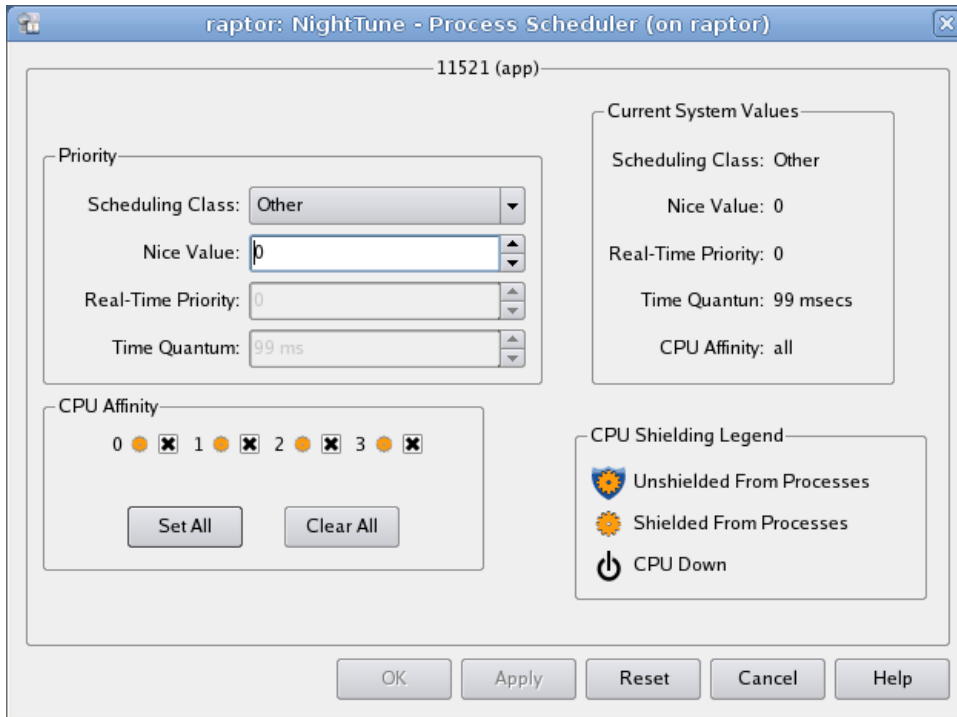 raptor: NightTune - Process Scheduler (on raptor)
11521 (app)
Priority
Scheduling Class: Other
Nice Value: 0
Real-Time Priority: 0
Time Quantum: 99 ms
Current System Values
Scheduling Class: Other
Nice Value: 0
Real-Time Priority: 0
Time Quantun: 99 msecs
CPU Affinity: all
CPU Affinity
0 1 2 3
Set All Clear All
CPU Shielding Legend
Unshielded From Processes
Shielded From Processes
CPU Down
OK Apply Reset Cancel Help